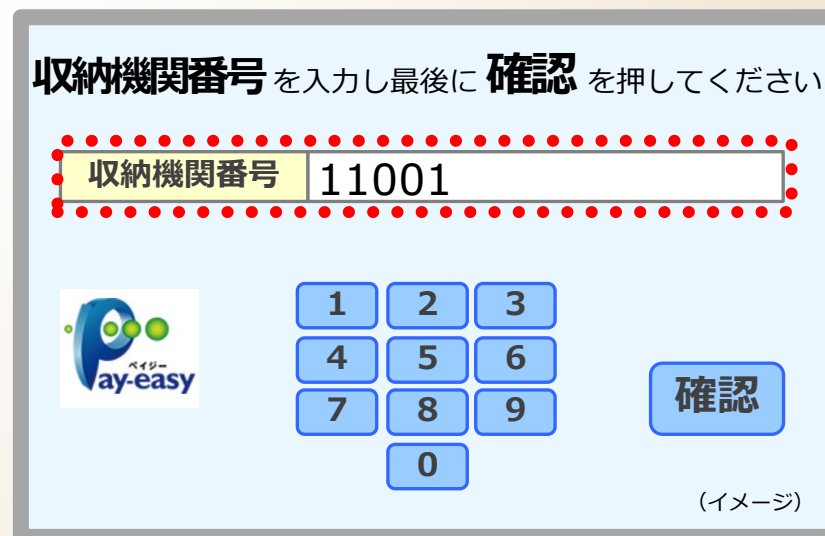 収納機関番号を入力し最後に 確認 を押してください
収納機関番号 11001
1 2 3
4 5 6
ペイジー
Pay-easy
確認
7 8 9
0
（イメージ）